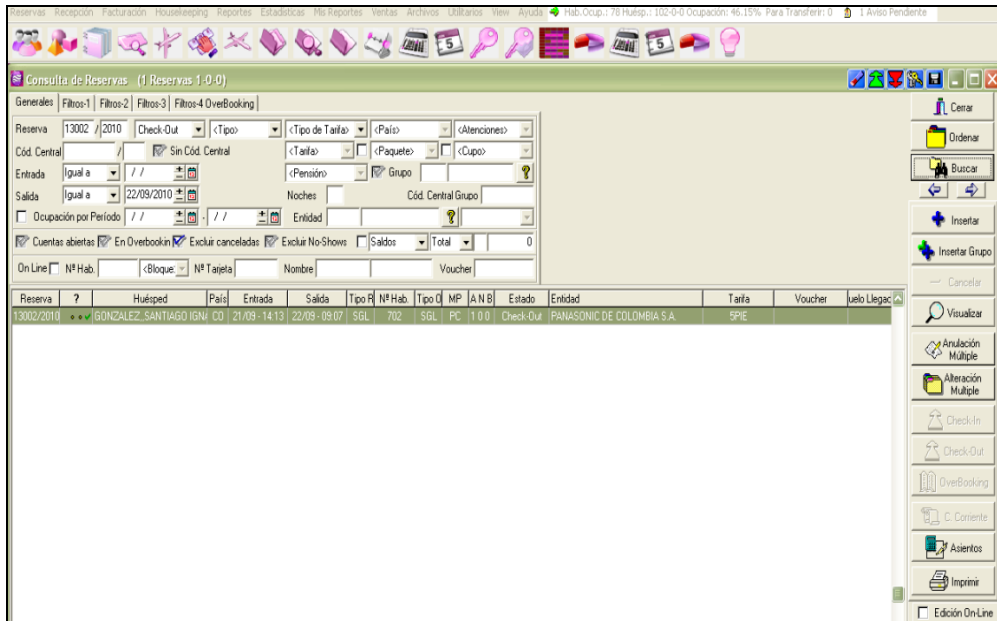 Reservas Recepción Facturación Housekeeping Reportes Estadisticas Mis Reportes Ventas Archivos Utilitarios View Ayuda Hab.Ocup.: 78 Huésp.: 102-0-0 Ocupación: 46.15% Para Transferir: 0 1 Aviso Pendiente
5 5
Consulta de Reservas (1 Reservas 1-0-0)
Generales Filtros-1 Filtros-2 Filtros-3 Filtros-4 OverBooking
Reserva 13002 / 2010 Check-Out <Tipo> <Tipo de Tarifa> <País> <Atenciones>
Cód. Central / Sin Cód. Central <Tarifa> <Paquete> <Cupo>
Entrada Igual a / / <Pensión> Grupo ?
Salida Igual a 22/09/2010 Noches Cód. Central Grupo
Ocupación por Período / / - / / Entidad ?
Cuentas abiertas En Overbookin Excluir canceladas Excluir No-Shows Saldos Total 0
On Line Nº Hab. <Bloque: Nº Tarjeta Nombre Voucher
Reserva ? Huésped País Entrada Salida Tipo R Nº Hab. Tipo O MP A N B Estado Entidad Tarifa Voucher uelo Llegac
13002/2010 GONZALEZ,SANTIAGO IGN CO 21/09 - 14:13 22/09 - 09:07 SGL 702 SGL PC 1 0 0 Check-Out PANASONIC DE COLOMBIA S.A. 5PIE
Cerrar
Ordenar
Buscar
Insertar
Insertar Grupo
Cancelar
Visualizar
Anulación
Múltiple
Alteración
Multiple
Check-In
Check-Out
OverBooking
C. Corriente
Asientos
Imprimir
Edición On-Line